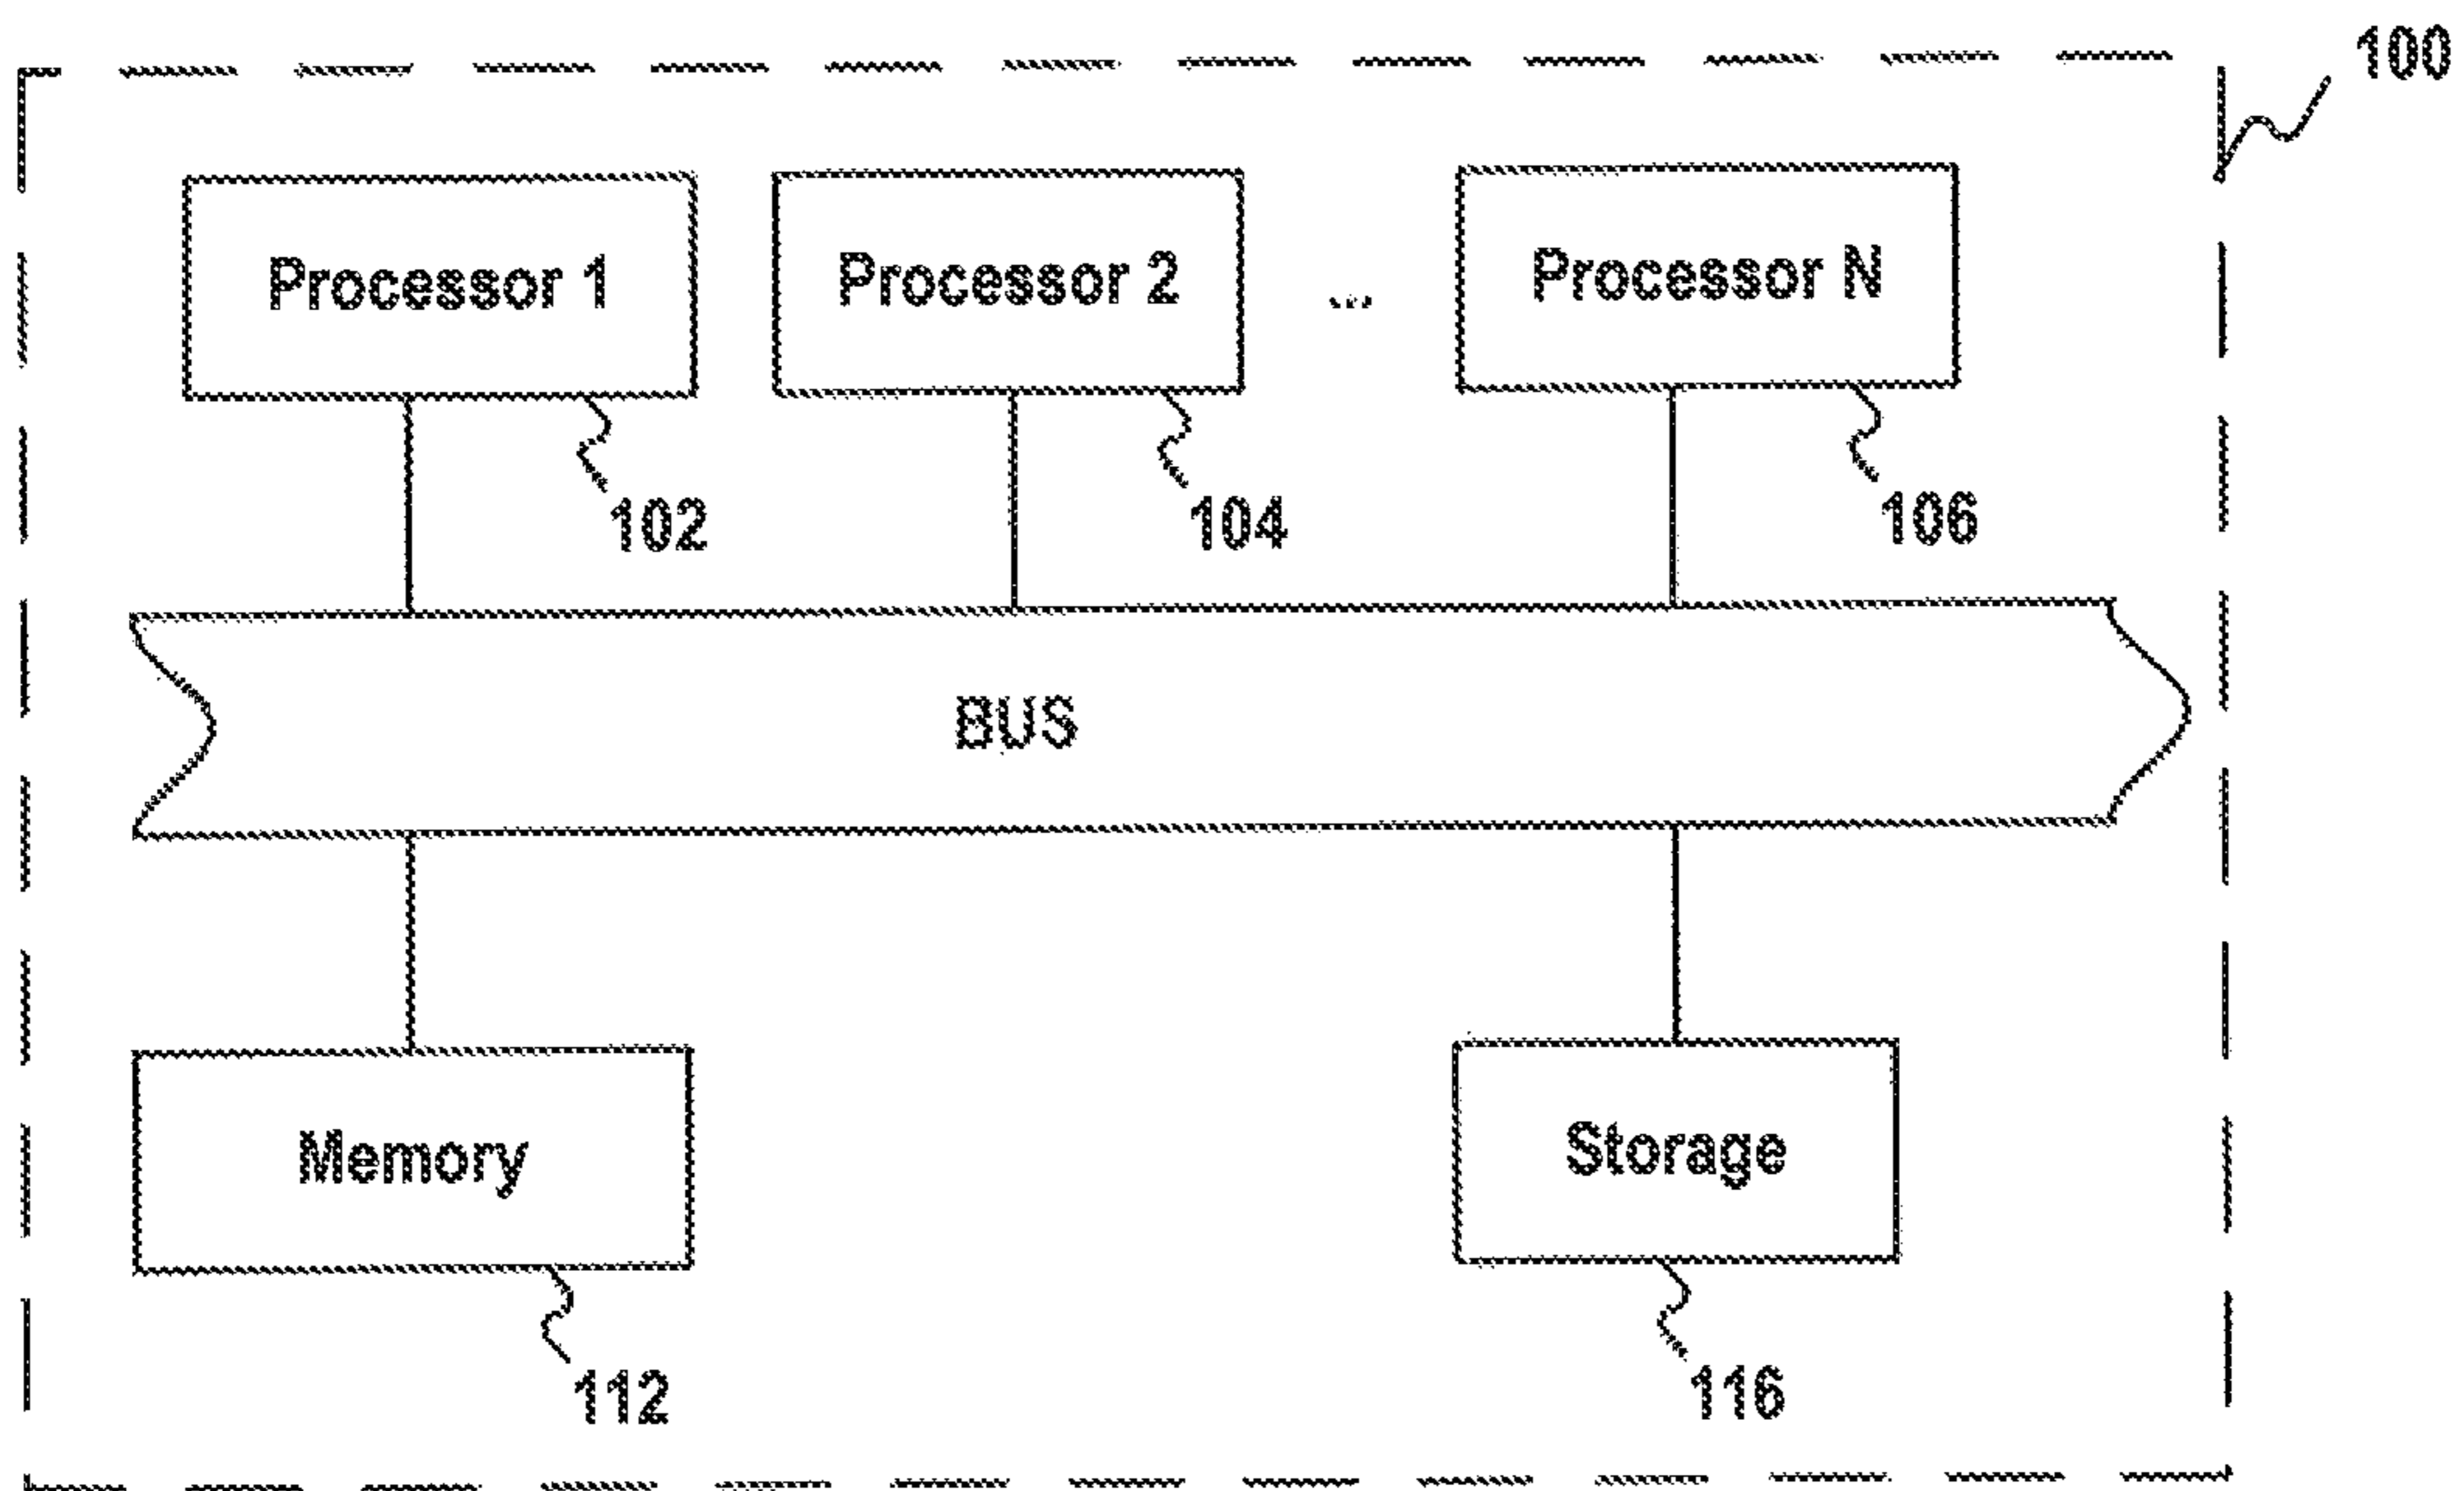 100
Processor 1
Processor 2
...
Processor N
102
104
106
BUS
Memory
Storage
112
116